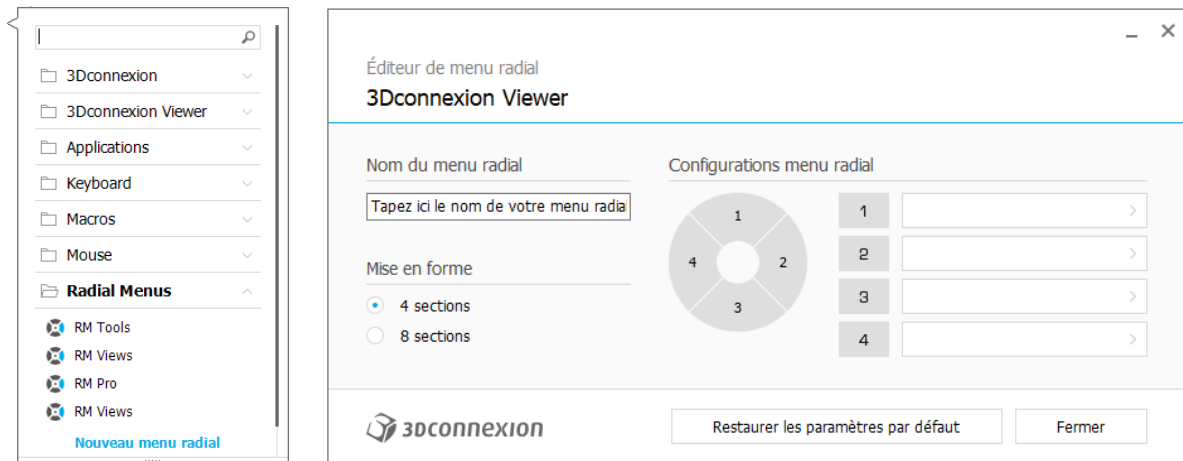 3Dconnexion
3Dconnexion Viewer
Applications
Keyboard
Macros
Mouse
Radial Menus
RM Tools
RM Views
RM Pro
RM Views
Nouveau menu radial
Éditeur de menu radial
3Dconnexion Viewer
Nom du menu radial
Tapez ici le nom de votre menu radial
Mise en forme
4 sections
8 sections
Configurations menu radial
1
2
3
4
1
2
3
4
3Dconnexion
Restaurer les paramètres par défaut
Fermer